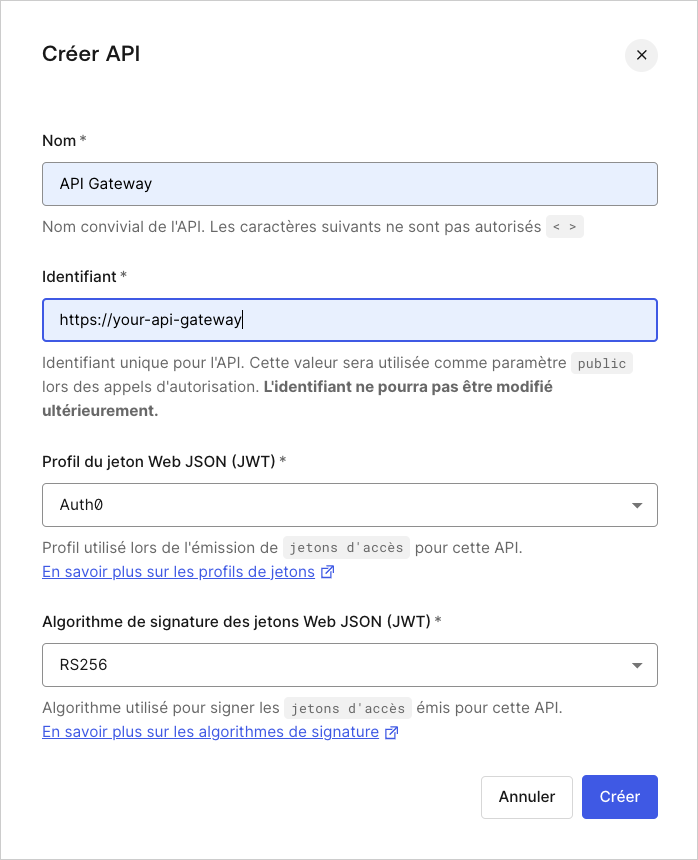 Créer API
Nom *
API Gateway
Nom convivial de l'API. Les caractères suivants ne sont pas autorisés < >
Identifiant *
https://your-api-gateway
Identifiant unique pour l'API. Cette valeur sera utilisée comme paramètre public
lors des appels d'autorisation. L'identifiant ne pourra pas être modifié
ultérieurement.
Profil du jeton Web JSON (JWT) *
Auth0
Profil utilisé lors de l'émission de jetons d'accès pour cette API.
En savoir plus sur les profils de jetons
Algorithme de signature des jetons Web JSON (JWT) *
RS256
Algorithme utilisé pour signer les jetons d'accès émis pour cette API.
En savoir plus sur les algorithmes de signature
Annuler Créer